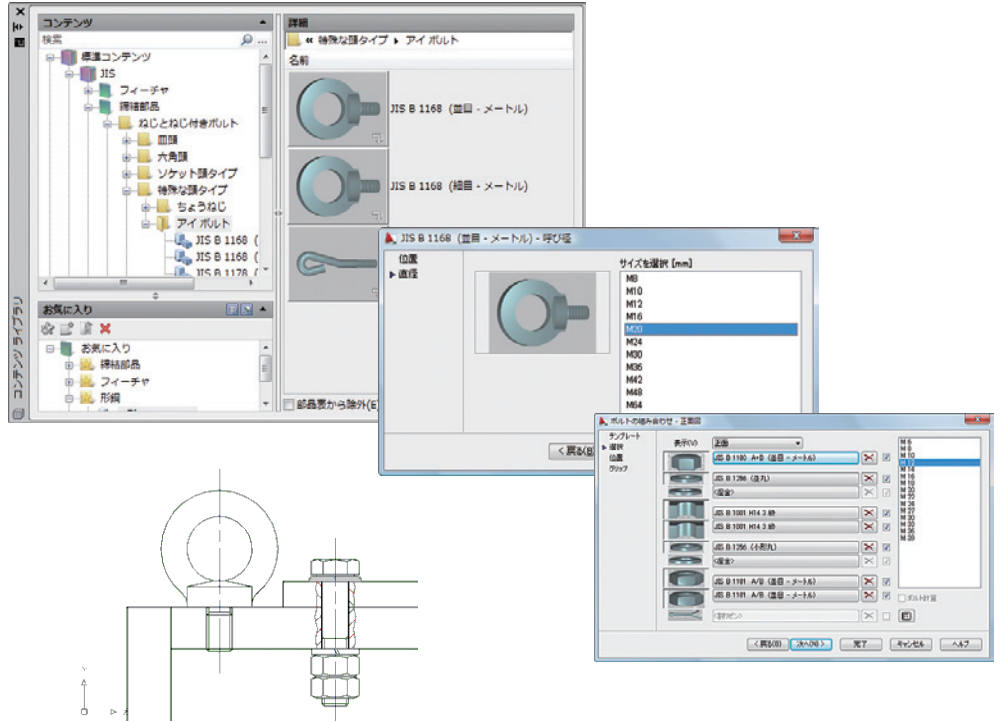 コンテンツ
検索
標準コンテンツ
JIS
フィーチャ
締結部品
ねじとねじ付きボルト
皿頭
六角頭
ソケット頭タイプ
特殊な頭タイプ
ちょうねじ
アイ ボルト
JIS B 1168 (
JIS B 1168 (
JIS B 1178 (
お気に入り
お気に入り
締結部品
フィーチャ
形鋼
コンテンツ ライブラリ
詳細
« 特殊な頭タイプ ▸ アイ ボルト
名前
JIS B 1168 (並目 - メートル)
JIS B 1168 (細目 - メートル)
部品表から除外(E)
JIS B 1168 (並目 - メートル) - 呼び径
位置
直径
サイズを選択 [mm]
M8
M10
M12
M16
M20
M24
M30
M36
M42
M48
M64
< 戻る(B)
ボルトの組み合わせ - 正面図
テンプレート
選択
位置
グリップ
表示(V)
正面
JIS B 1180 A+B (並目 - メートル)
JIS B 1256 (並丸)
<座金>
JIS B 1001 H14 3 級
JIS B 1001 H14 3 級
JIS B 1256 (小形丸)
<座金>
JIS B 1181 A/B (並目 - メートル)
JIS B 1181 A/B (並目 - メートル)
<割りピン>
M 6
M 8
M 10
M 12
M 14
M 16
M 18
M 20
M 22
M 24
M 27
M 30
M 33
M 36
M 39
ボルト計算
< 戻る(B)
次へ(N) >
完了
キャンセル
ヘルプ